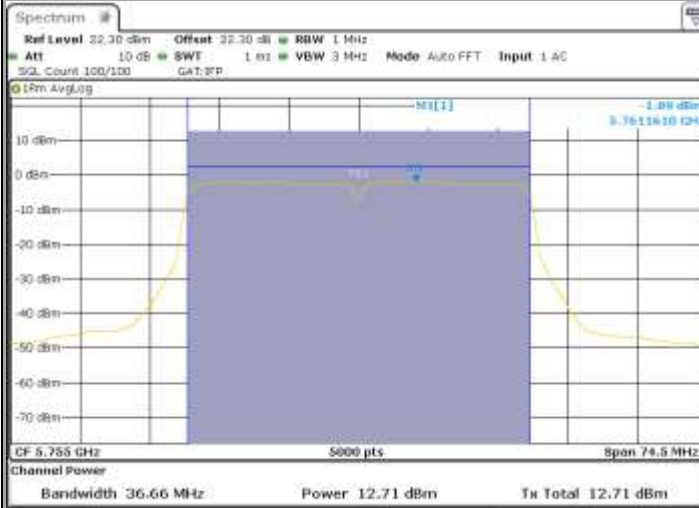 Spectrum
Ref Level 22.30 dBm Offset 22.30 dB RBW 1 MHz
Att 10 dB SWT 1 ms VBW 3 MHz Mode Auto FFT Input 1 AC
SGL Count 100/100 GAT:IFP
1Rm AvgLog
M1[1] -1.89 dBm
5.7611610 GHz
10 dBm
0 dBm
-10 dBm
-20 dBm
-30 dBm
-40 dBm
-50 dBm
-60 dBm
-70 dBm
CF 5.755 GHz 5000 pts Span 74.5 MHz
Channel Power
Bandwidth 36.66 MHz Power 12.71 dBm Tx Total 12.71 dBm